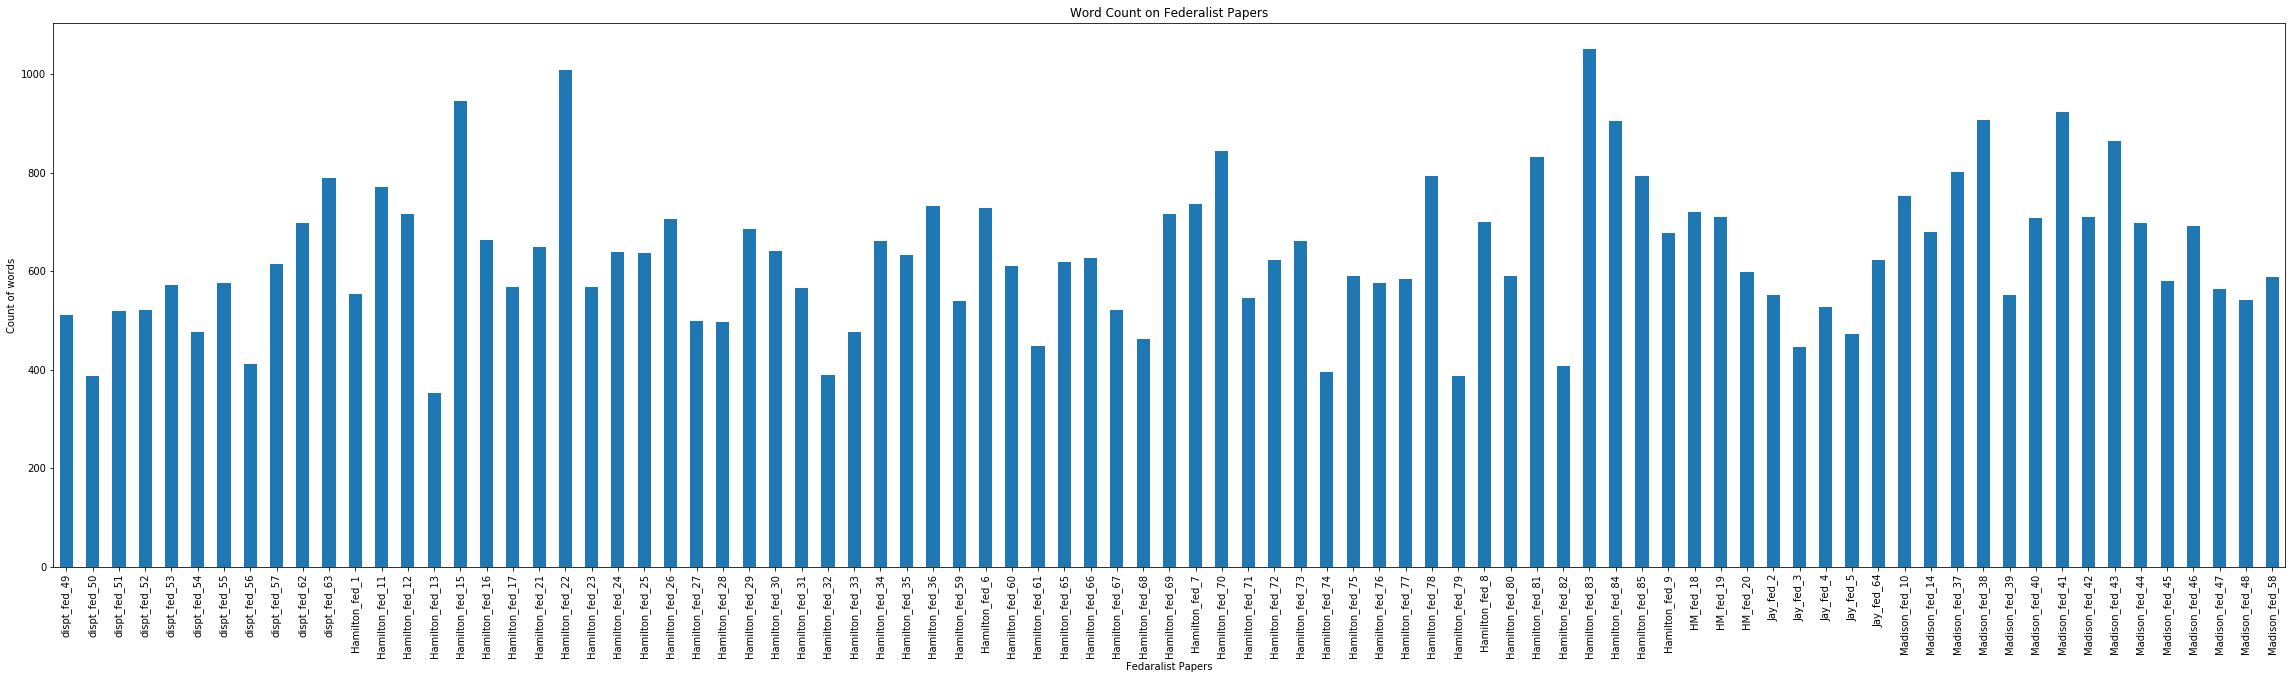 Word Count on Federalist Papers
Count of words
1000
800
600
400
200
0
dispt_fed_49
dispt_fed_50
dispt_fed_51
dispt_fed_52
dispt_fed_53
dispt_fed_54
dispt_fed_55
dispt_fed_56
dispt_fed_57
dispt_fed_62
dispt_fed_63
Hamilton_fed_1
Hamilton_fed_11
Hamilton_fed_12
Hamilton_fed_13
Hamilton_fed_15
Hamilton_fed_16
Hamilton_fed_17
Hamilton_fed_21
Hamilton_fed_22
Hamilton_fed_23
Hamilton_fed_24
Hamilton_fed_25
Hamilton_fed_26
Hamilton_fed_27
Hamilton_fed_28
Hamilton_fed_29
Hamilton_fed_30
Hamilton_fed_31
Hamilton_fed_32
Hamilton_fed_33
Hamilton_fed_34
Hamilton_fed_35
Hamilton_fed_36
Hamilton_fed_59
Hamilton_fed_6
Hamilton_fed_60
Hamilton_fed_61
Hamilton_fed_65
Hamilton_fed_66
Hamilton_fed_67
Hamilton_fed_68
Hamilton_fed_69
Hamilton_fed_7
Hamilton_fed_70
Hamilton_fed_71
Hamilton_fed_72
Hamilton_fed_73
Hamilton_fed_74
Hamilton_fed_75
Hamilton_fed_76
Hamilton_fed_77
Hamilton_fed_78
Hamilton_fed_79
Hamilton_fed_8
Hamilton_fed_80
Hamilton_fed_81
Hamilton_fed_82
Hamilton_fed_83
Hamilton_fed_84
Hamilton_fed_85
Hamilton_fed_9
HM_fed_18
HM_fed_19
HM_fed_20
Jay_fed_2
Jay_fed_3
Jay_fed_4
Jay_fed_5
Jay_fed_64
Madison_fed_10
Madison_fed_14
Madison_fed_37
Madison_fed_38
Madison_fed_39
Madison_fed_40
Madison_fed_41
Madison_fed_42
Madison_fed_43
Madison_fed_44
Madison_fed_45
Madison_fed_46
Madison_fed_47
Madison_fed_48
Madison_fed_58
Fedaralist Papers